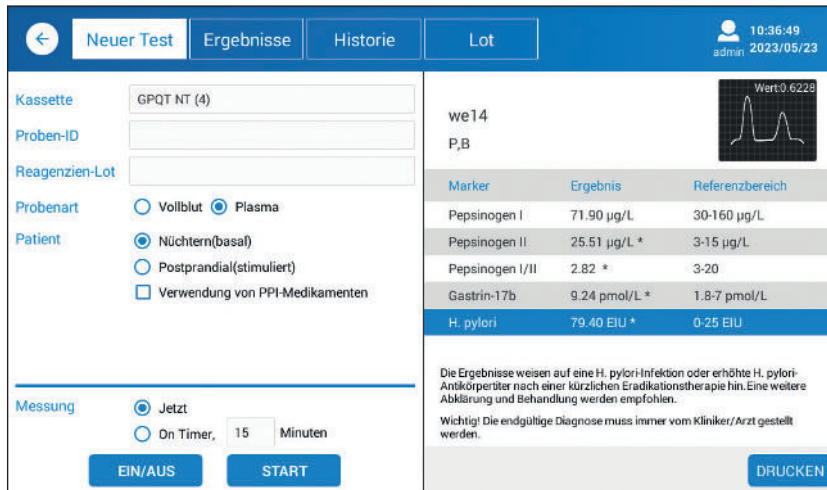 Neuer Test
Ergebnisse
Historie
Lot
10:36:49
admin 2023/05/23
Kassette
GPQT NT (4)
Proben-ID
Reagenzien-Lot
Probenart
Vollblut
Plasma
Patient
Nüchtern(basal)
Postprandial(stimuliert)
Verwendung von PPI-Medikamenten
Messung
Jetzt
On Timer, 15 Minuten
EIN/AUS
START
we14
P,B
Wert:0.6228
Marker Ergebnis Referenzbereich
Pepsinogen I 71.90 µg/L 30-160 µg/L
Pepsinogen II 25.51 µg/L * 3-15 µg/L
Pepsinogen I/II 2.82 * 3-20
Gastrin-17b 9.24 pmol/L * 1.8-7 pmol/L
H. pylori 79.40 EIU * 0-25 EIU
Die Ergebnisse weisen auf eine H. pylori-Infektion oder erhöhte H. pylori-
Antikörpertiter nach einer kürzlichen Eradikationstherapie hin.Eine weitere
Abklärung und Behandlung werden empfohlen.
Wichtig! Die endgültige Diagnose muss immer vom Kliniker/Arzt gestellt
werden.
DRUCKEN